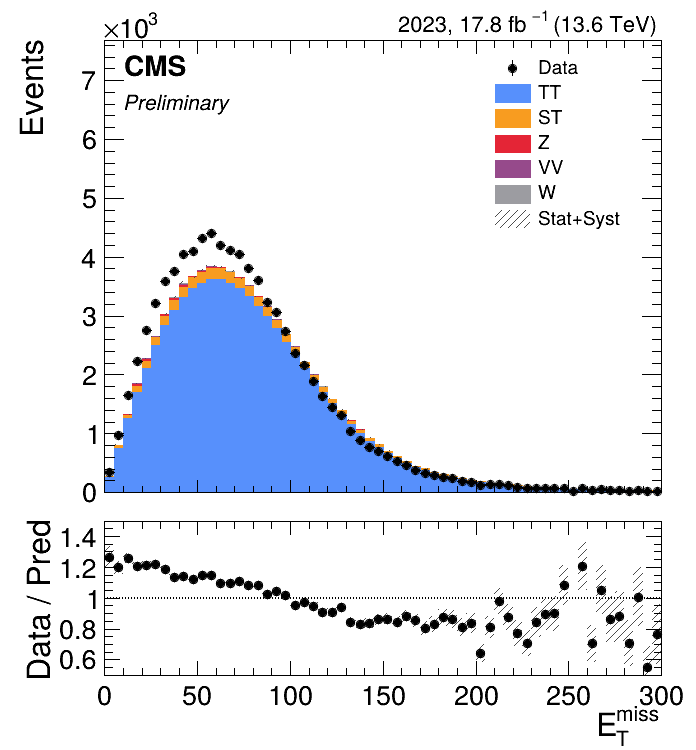 ×10³
2023, 17.8 fb⁻¹ (13.6 TeV)
CMS
Preliminary
Events
7
6
5
4
3
2
1
0
Data
TT
ST
Z
VV
W
Stat+Syst
Data / Pred
1.4
1.2
1
0.8
0.6
0 50 100 150 200 250 300
E_T^miss